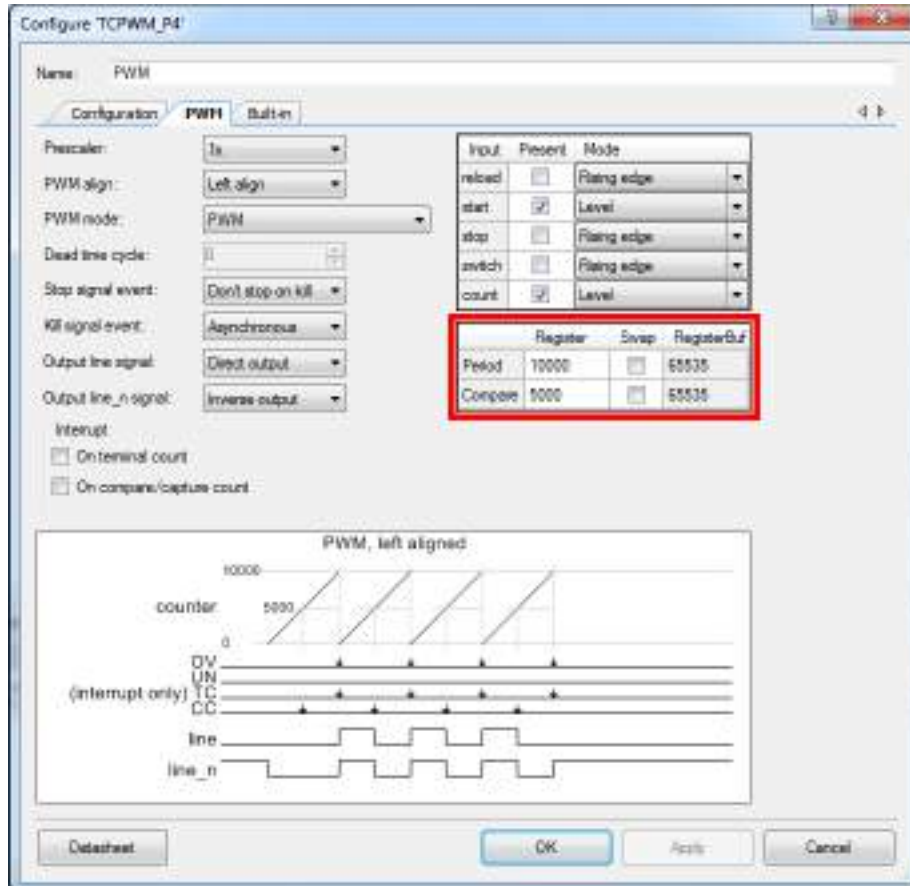 Configure 'TCPWM_P4'
Name: PWM
Configuration PWM Built-in
Prescaler: 1x
PWM align: Left align
PWM mode: PWM
Dead time cycle: 0
Stop signal event: Don't stop on kill
Kill signal event: Asynchronous
Output line signal: Direct output
Output line_n signal: Inverse output
Interrupt
On terminal count
On compare/capture count
Input Present Mode
reload Rising edge
start Level
stop Rising edge
switch Rising edge
count Level
Register Swap RegisterBuf
Period 10000 65535
Compare 5000 65535
PWM, left aligned
10000
counter 5000
0
OV
UN
(interrupt only) TC
CC
line
line_n
Datasheet OK Apply Cancel